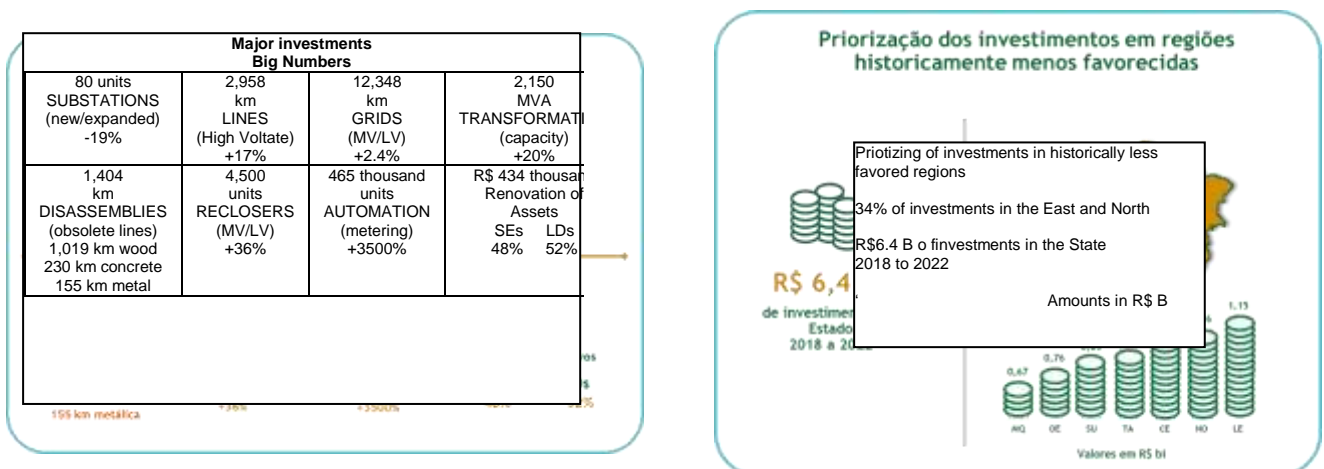 Major investments
Big Numbers
80 units
SUBSTATIONS
(new/expanded)
-19%
2,958
km
LINES
(High Voltate)
+17%
12,348
km
GRIDS
(MV/LV)
+2.4%
2,150
MVA
TRANSFORMATI
(capacity)
+20%
1,404
km
DISASSEMBLIES
(obsolete lines)
1,019 km wood
230 km concrete
155 km metal
4,500
units
RECLOSERS
(MV/LV)
+36%
465 thousand
units
AUTOMATION
(metering)
+3500%
R$ 434 thousan
Renovation of
Assets
SEs LDs
48% 52%
155 km metálica
+36%
+3500%
Priorização dos investimentos em regiões
historicamente menos favorecidas
Priotizing of investments in historically less
favored regions
34% of investments in the East and North
R$6.4 B o finvestments in the State
2018 to 2022
Amounts in R$ B
R$ 6,4
de investimen
Estado
2018 a 20
0,67
0,76
1,15
MQ OE SU TA CE NO LE
Valores em R$ bi